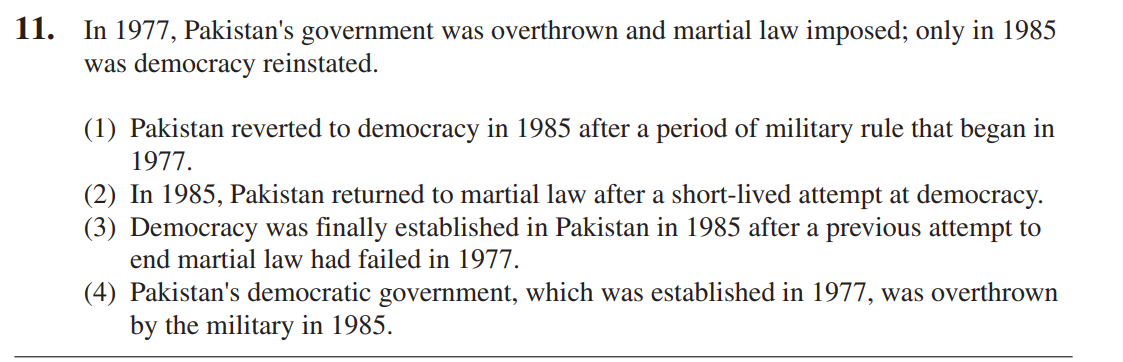 11. In 1977, Pakistan's government was overthrown and martial law imposed; only in 1985
was democracy reinstated.
(1) Pakistan reverted to democracy in 1985 after a period of military rule that began in
1977.
(2) In 1985, Pakistan returned to martial law after a short-lived attempt at democracy.
(3) Democracy was finally established in Pakistan in 1985 after a previous attempt to
end martial law had failed in 1977.
(4) Pakistan's democratic government, which was established in 1977, was overthrown
by the military in 1985.